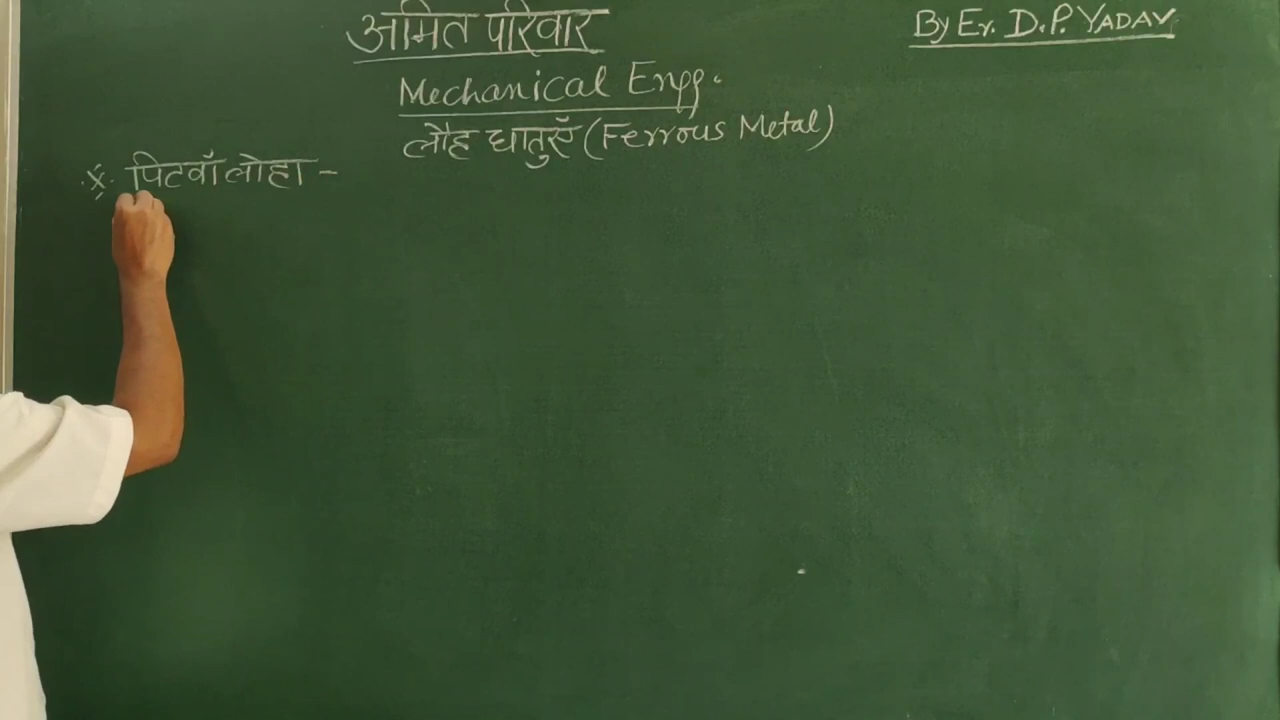 अमित परिवार
By Er. D.P. YADAV
Mechanical Engg.
लौह धातुएँ (Ferrous Metal)
पिटवाँ लोहा -